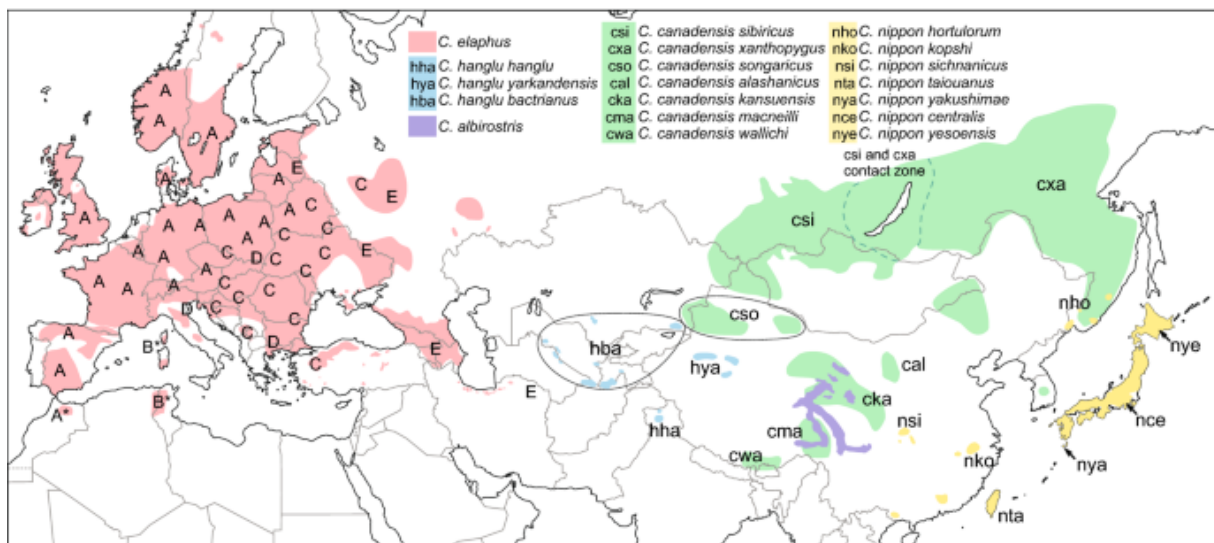 C. elaphus
hha C. hanglu hanglu
hya C. hanglu yarkandensis
hba C. hanglu bactrianus
C. albirostris
csi C. canadensis sibiricus
cxa C. canadensis xanthopygus
cso C. canadensis songaricus
cal C. canadensis alashanicus
cka C. canadensis kansuensis
cma C. canadensis macneilli
cwa C. canadensis wallichi
nho C. nippon hortulorum
nko C. nippon kopshi
nsi C. nippon sichnanicus
nta C. nippon taiouanus
nya C. nippon yakushimae
nce C. nippon centralis
nye C. nippon yesoensis
csi and cxa
contact zone
A
A
A
A
A
E
C
E
A
A
A
A
A
A
C
C
A
A
A
C
D
C
C
E
A
A
A
A
C
C
C
C
C
C
D
C
C
D
C
E
E
A
A
B*
A*
B*
csi
cxa
cso
hba
hya
hha
cal
cka
cma
cwa
nsi
nko
nho
nye
nce
nya
nta